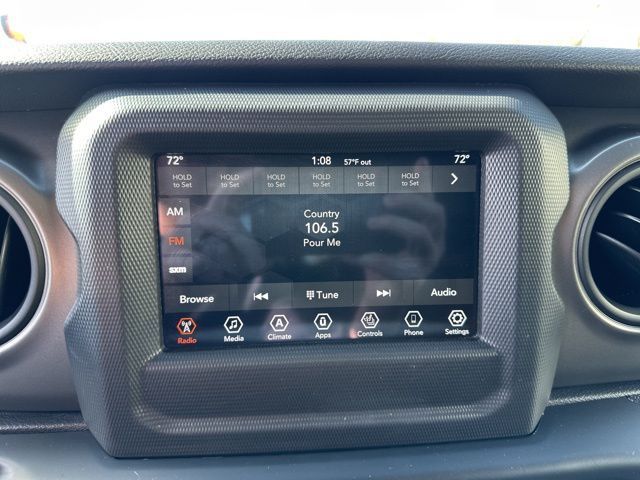 72° 1:08 57°F out 72°
HOLD to Set HOLD to Set HOLD to Set HOLD to Set HOLD to Set HOLD to Set
AM
Country
106.5
FM
Pour Me
sxm
Browse Tune Audio
Radio Media Climate Apps Controls Phone Settings